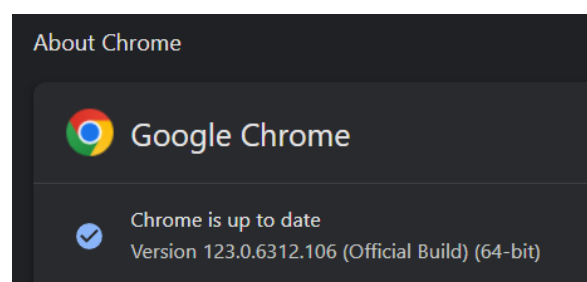 About Chrome
Google Chrome
Chrome is up to date
Version 123.0.6312.106 (Official Build) (64-bit)